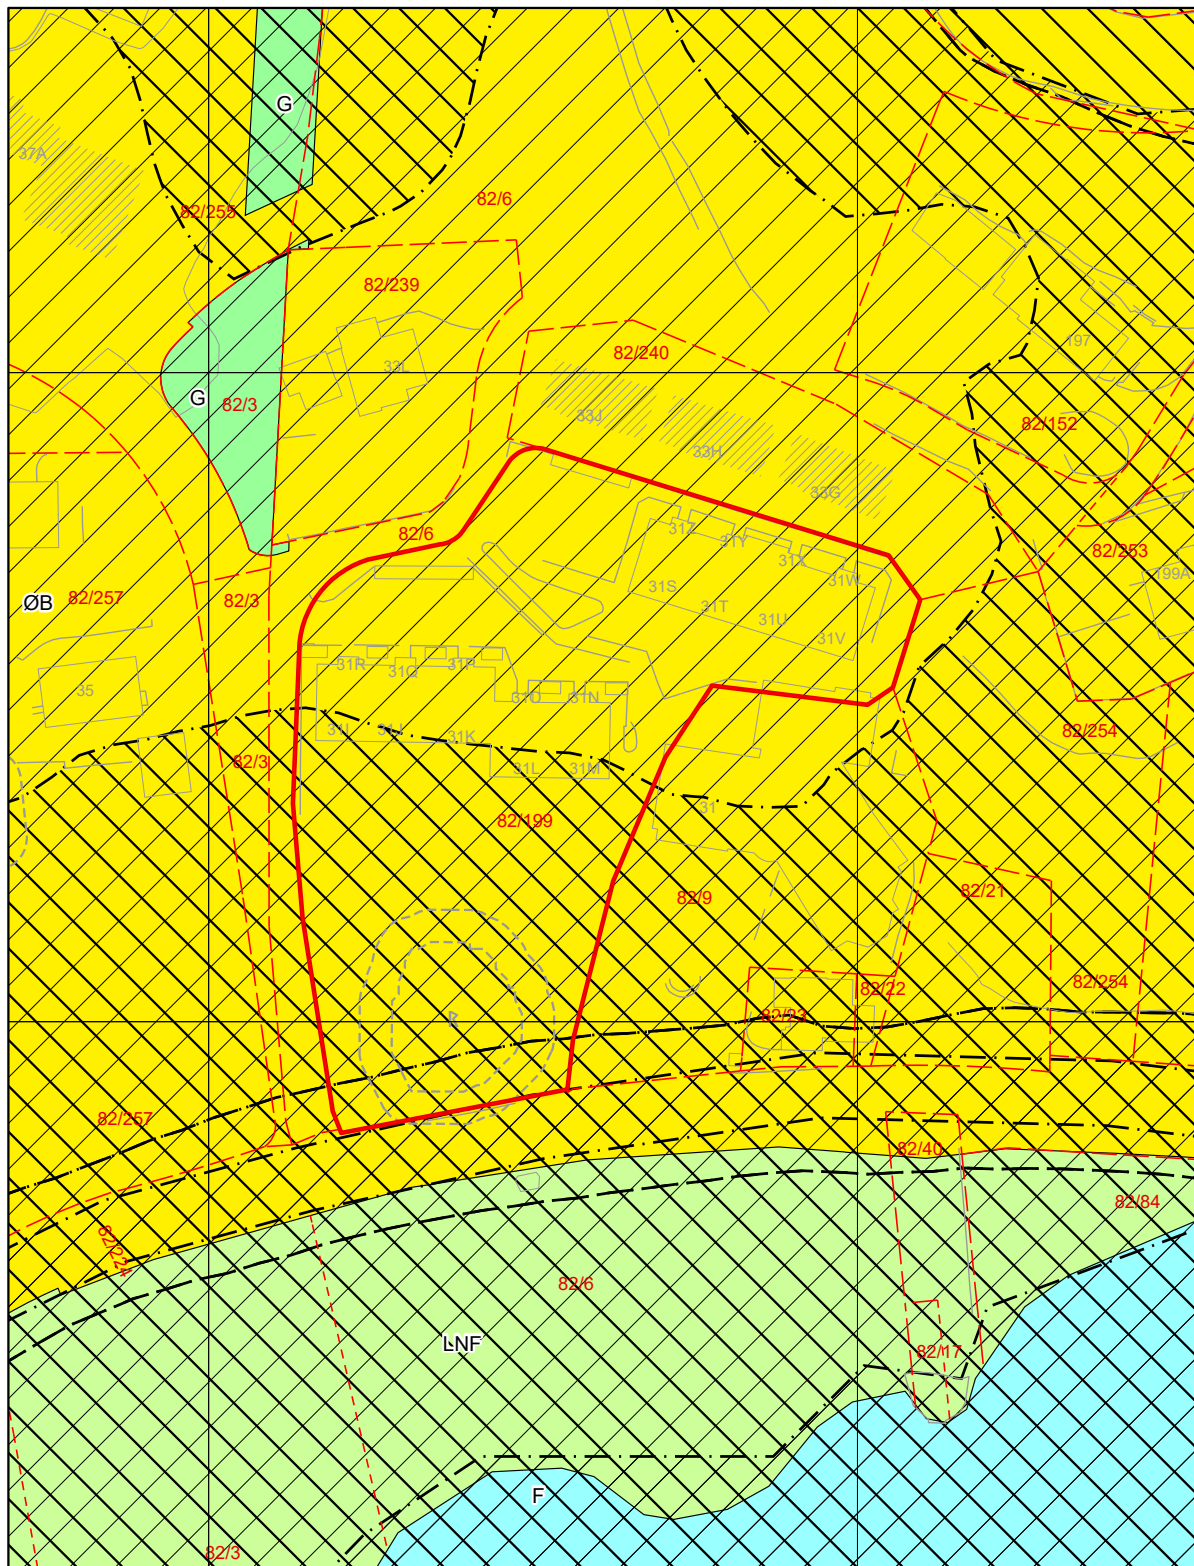 G
37A
82/255
82/6
82/239
82/240
197
33L
G
82/3
33J
82/152
33H
33G
31Z
82/6
31Y
82/253
31X
199A
31W
31S
82/257
82/3
ØB
31T
31U
31V
31R
31P
31Q
35
31O
31N
31I
31J
82/254
31K
82/3
31L
31M
31
82/199
82/21
82/9
82/254
82/22
82/23
R
82/257
82/40
82/84
82/224
82/6
LNF
82/17
F
82/3